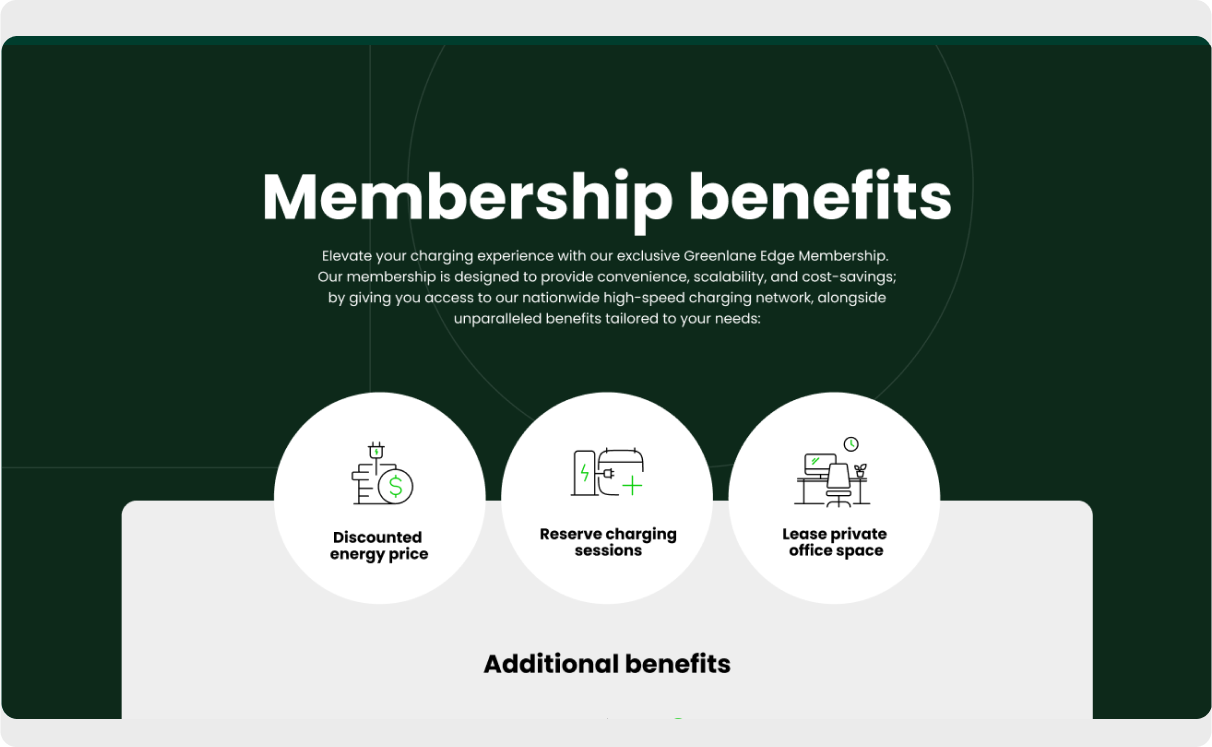 Membership benefits
Elevate your charging experience with our exclusive Greenlane Edge Membership.
Our membership is designed to provide convenience, scalability, and cost-savings;
by giving you access to our nationwide high-speed charging network, alongside
unparalleled benefits tailored to your needs:
Discounted
energy price
Reserve charging
sessions
Lease private
office space
Additional benefits